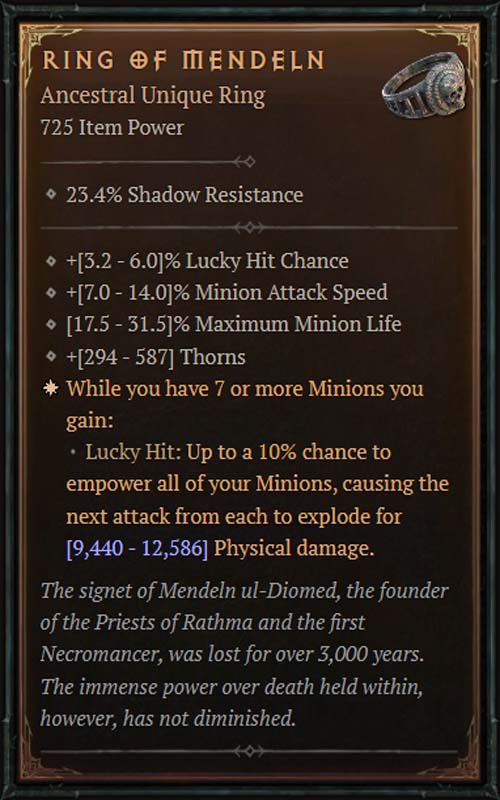 RING OF MENDELN
Ancestral Unique Ring
725 Item Power
23.4% Shadow Resistance
+[3.2 - 6.0]% Lucky Hit Chance
+[7.0 - 14.0]% Minion Attack Speed
[17.5 - 31.5]% Maximum Minion Life
+[294 - 587] Thorns
While you have 7 or more Minions you
gain:
· Lucky Hit: Up to a 10% chance to
empower all of your Minions, causing the
next attack from each to explode for
[9,440 - 12,586] Physical damage.
The signet of Mendeln ul-Diomed, the founder
of the Priests of Rathma and the first
Necromancer, was lost for over 3,000 years.
The immense power over death held within,
however, has not diminished.